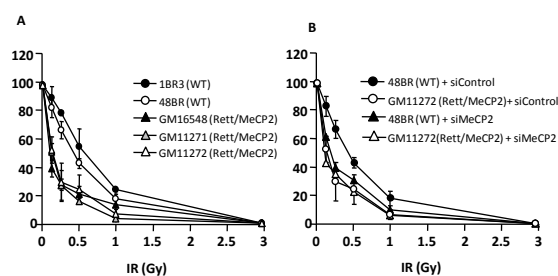 A
120
100
80
60
40
20
0
0
0.5
1
1.5
2
2.5
3
IR (Gy)
1BR3 (WT)
48BR (WT)
GM16548 (Rett/MeCP2)
GM11271 (Rett/MeCP2)
GM11272 (Rett/MeCP2)
B
120
100
80
60
40
20
0
0
0.5
1
1.5
2
2.5
3
IR (Gy)
48BR (WT) + siControl
GM11272 (Rett/MeCP2)+ siControl
48BR (WT) + siMeCP2
GM11272(Rett/MeCP2) + siMeCP2